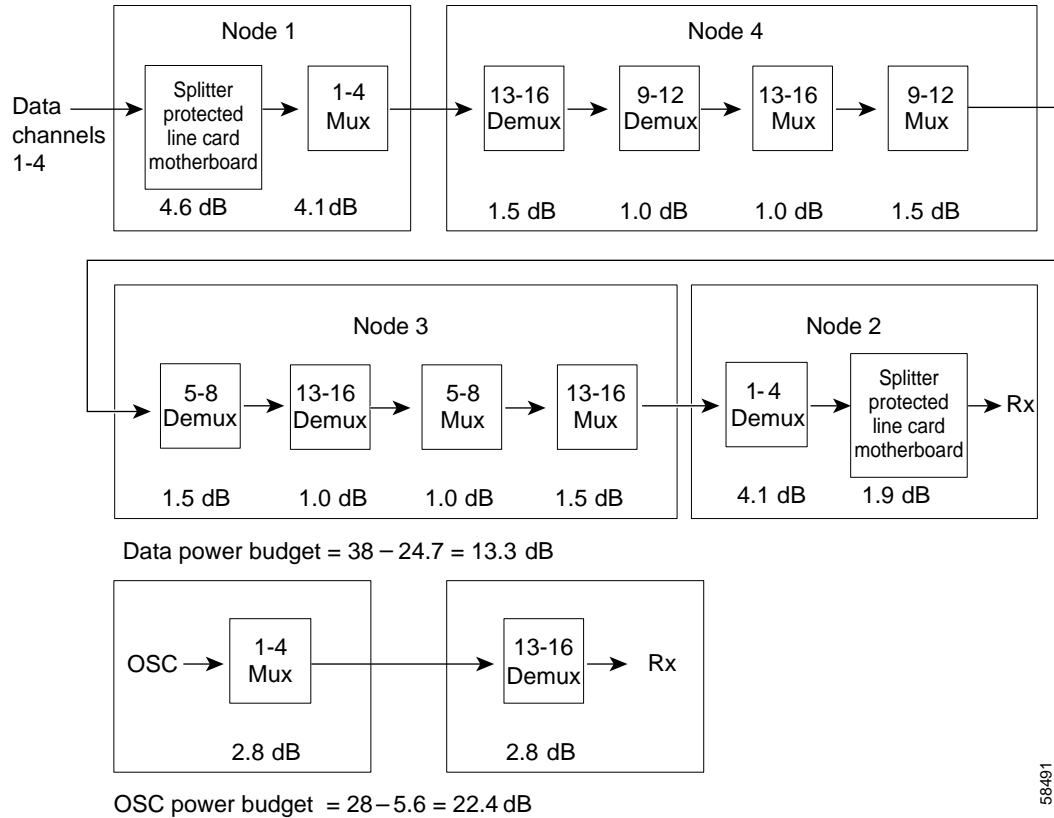 Node 1
Data
channels
1-4
Splitter
protected
line card
motherboard
4.6 dB
1-4
Mux
4.1 dB
Node 4
13-16
Demux
1.5 dB
9-12
Demux
1.0 dB
13-16
Mux
1.0 dB
9-12
Mux
1.5 dB
Node 3
5-8
Demux
1.5 dB
13-16
Demux
1.0 dB
5-8
Mux
1.0 dB
13-16
Mux
1.5 dB
Node 2
1-4
Demux
4.1 dB
Splitter
protected
line card
motherboard
1.9 dB
Rx
Data power budget = 38 – 24.7 = 13.3 dB
OSC
1-4
Mux
2.8 dB
13-16
Demux
2.8 dB
Rx
OSC power budget = 28 – 5.6 = 22.4 dB
58491